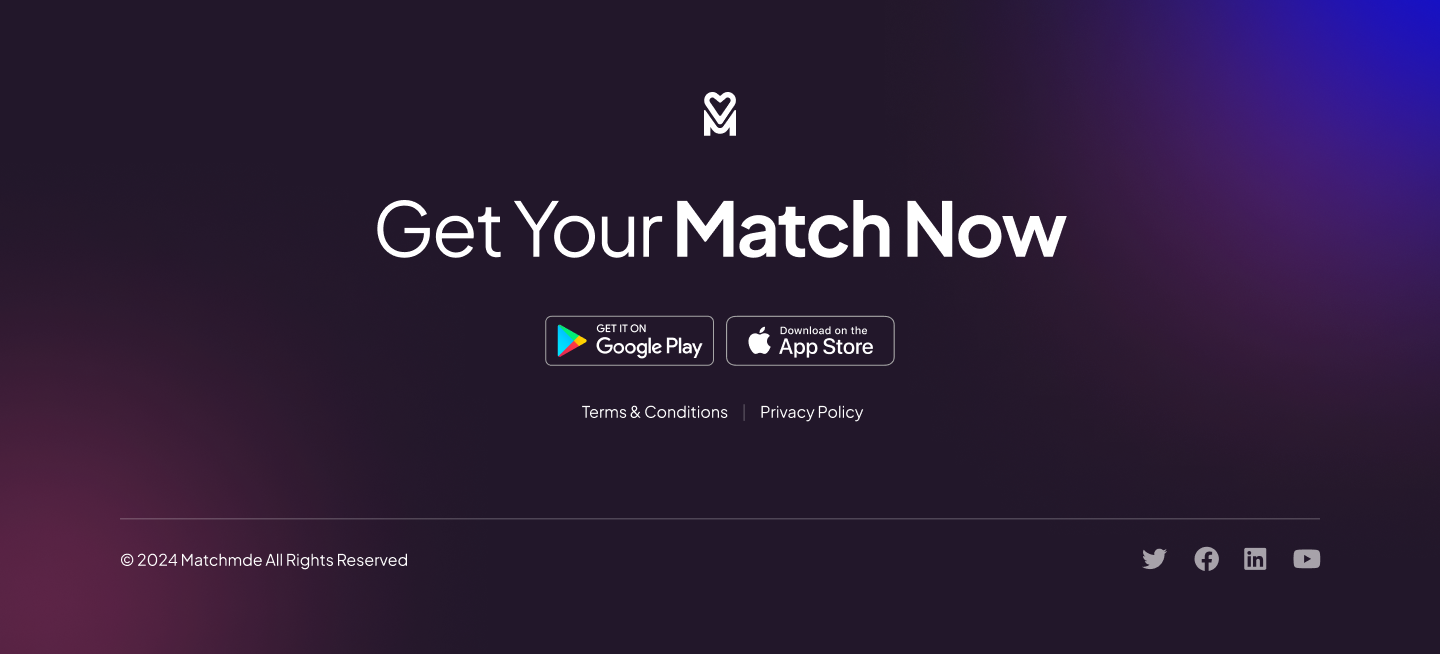 Get Your Match Now
GET IT ON
Google Play
Download on the
App Store
Terms & Conditions | Privacy Policy
© 2024 Matchmde All Rights Reserved